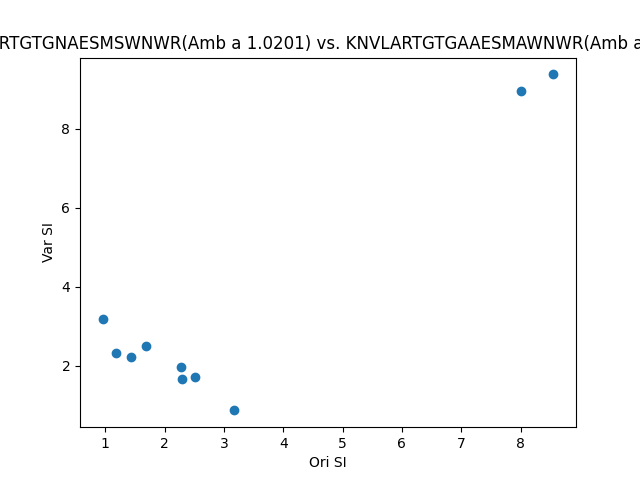 RTGTGNAESMSWNWR(Amb a 1.0201) vs. KNVLARTGTGAAESMAWNWR(Amb a
8
6
4
2
Var SI
1 2 3 4 5 6 7 8
Ori SI